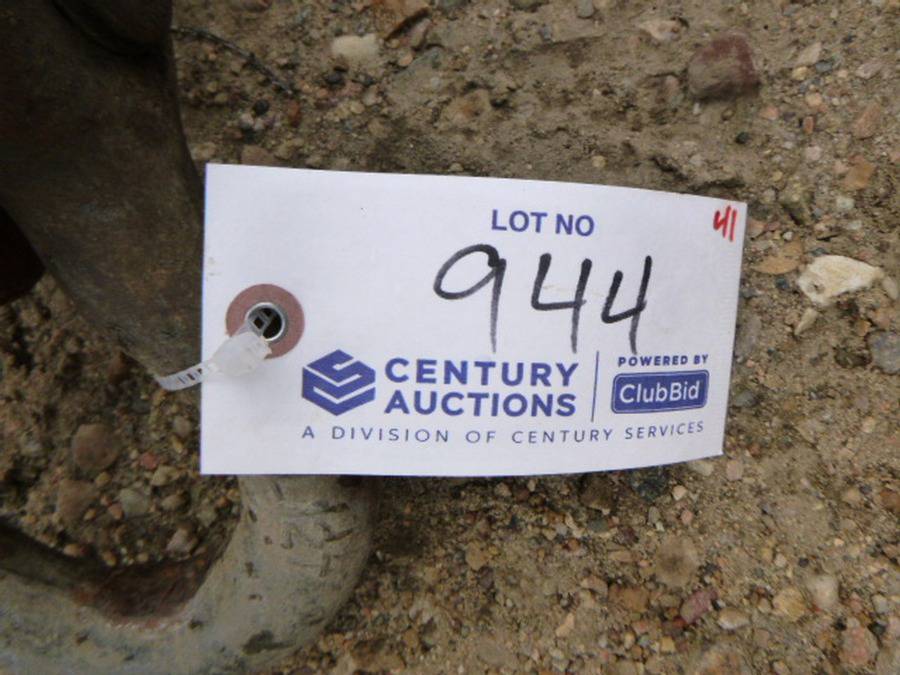 LOT NO
41
944
CENTURY AUCTIONS
POWERED BY
ClubBid
A DIVISION OF CENTURY SERVICES